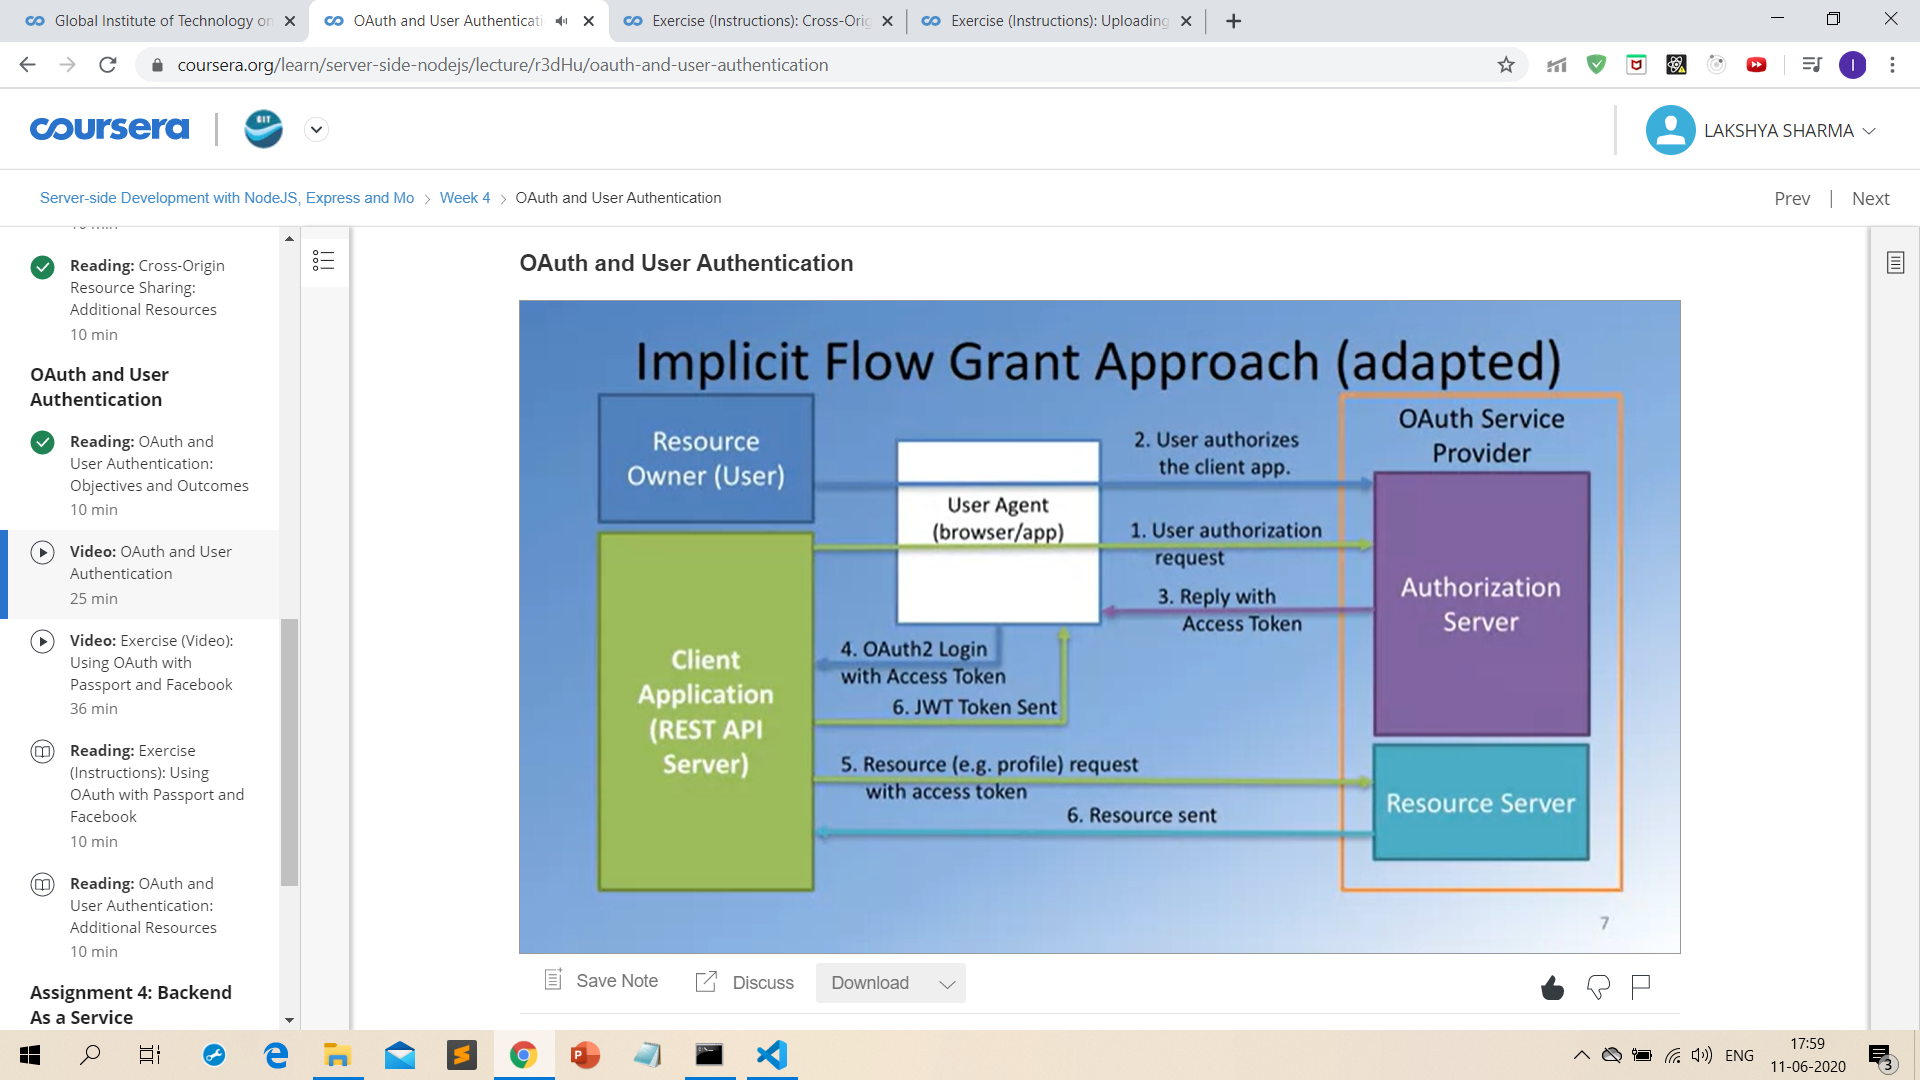 Global Institute of Technology on
OAuth and User Authenticati
Exercise (Instructions): Cross-Orig
Exercise (Instructions): Uploading
coursera.org/learn/server-side-nodejs/lecture/r3dHu/oauth-and-user-authentication
I
coursera
GIT
LAKSHYA SHARMA
Server-side Development with NodeJS, Express and Mo > Week 4 > OAuth and User Authentication
Prev | Next
Reading: Cross-Origin
Resource Sharing:
Additional Resources
10 min
OAuth and User
Authentication
Reading: OAuth and
User Authentication:
Objectives and Outcomes
10 min
Video: OAuth and User
Authentication
25 min
Video: Exercise (Video):
Using OAuth with
Passport and Facebook
36 min
Reading: Exercise
(Instructions): Using
OAuth with Passport and
Facebook
10 min
Reading: OAuth and
User Authentication:
Additional Resources
10 min
Assignment 4: Backend
As a Service
OAuth and User Authentication
Implicit Flow Grant Approach (adapted)
Resource
Owner (User)
User Agent
(browser/app)
2. User authorizes
the client app.
OAuth Service
Provider
1. User authorization
request
3. Reply with
Access Token
Authorization
Server
Client
Application
(REST API
Server)
4. OAuth2 Login
with Access Token
6. JWT Token Sent
5. Resource (e.g. profile) request
with access token
6. Resource sent
Resource Server
7
Save Note
Discuss
Download
ENG
17:59
11-06-2020
3